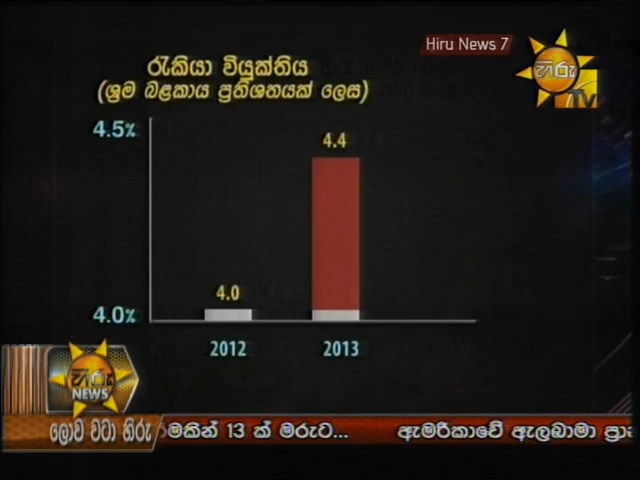 Hiru News 7
හිරු
TV
රැකියා වියුක්තිය
(ශ්‍රම බළකාය ප්‍රතිශතයක් ලෙස)
4.5%
4.4
4.0
4.0%
2012 2013
හිරු
NEWS
ලොව වටා හිරු
මකින් 13 ක් මරුට... ඇමරිකාවේ ඇලබාමා